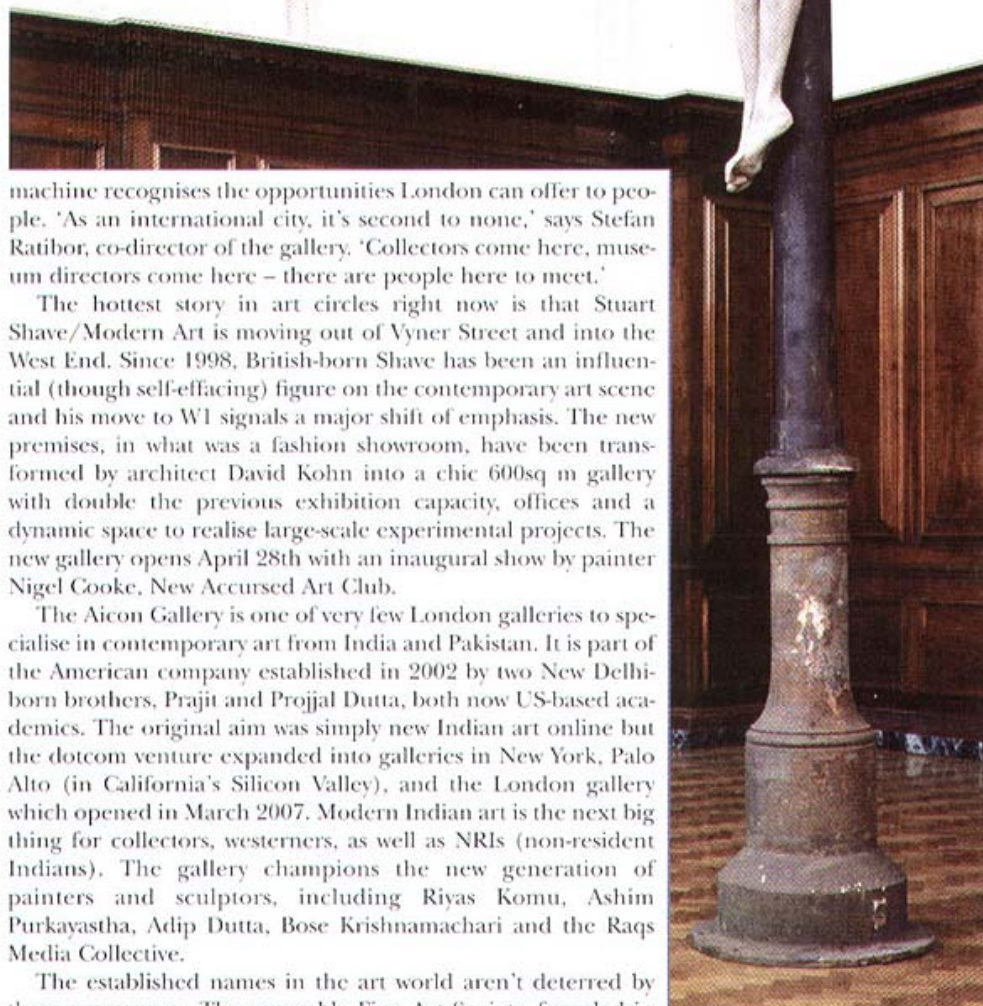 machine recognises the opportunities London can offer to peo-
ple. ‘As an international city, it’s second to none,’ says Stefan
Ratibor, co-director of the gallery. ‘Collectors come here, muse-
um directors come here – there are people here to meet.’
The hottest story in art circles right now is that Stuart
Shave/Modern Art is moving out of Vyner Street and into the
West End. Since 1998, British-born Shave has been an influen-
tial (though self-effacing) figure on the contemporary art scene
and his move to W1 signals a major shift of emphasis. The new
premises, in what was a fashion showroom, have been trans-
formed by architect David Kohn into a chic 600sq m gallery
with double the previous exhibition capacity, offices and a
dynamic space to realise large-scale experimental projects. The
new gallery opens April 28th with an inaugural show by painter
Nigel Cooke, New Accursed Art Club.
The Aicon Gallery is one of very few London galleries to spe-
cialise in contemporary art from India and Pakistan. It is part of
the American company established in 2002 by two New Delhi-
born brothers, Prajit and Projjal Dutta, both now US-based aca-
demics. The original aim was simply new Indian art online but
the dotcom venture expanded into galleries in New York, Palo
Alto (in California’s Silicon Valley), and the London gallery
which opened in March 2007. Modern Indian art is the next big
thing for collectors, westerners, as well as NRIs (non-resident
Indians). The gallery champions the new generation of
painters and sculptors, including Riyas Komu, Ashim
Purkayastha, Adip Dutta, Bose Krishnamachari and the Raqs
Media Collective.
The established names in the art world aren’t deterred by